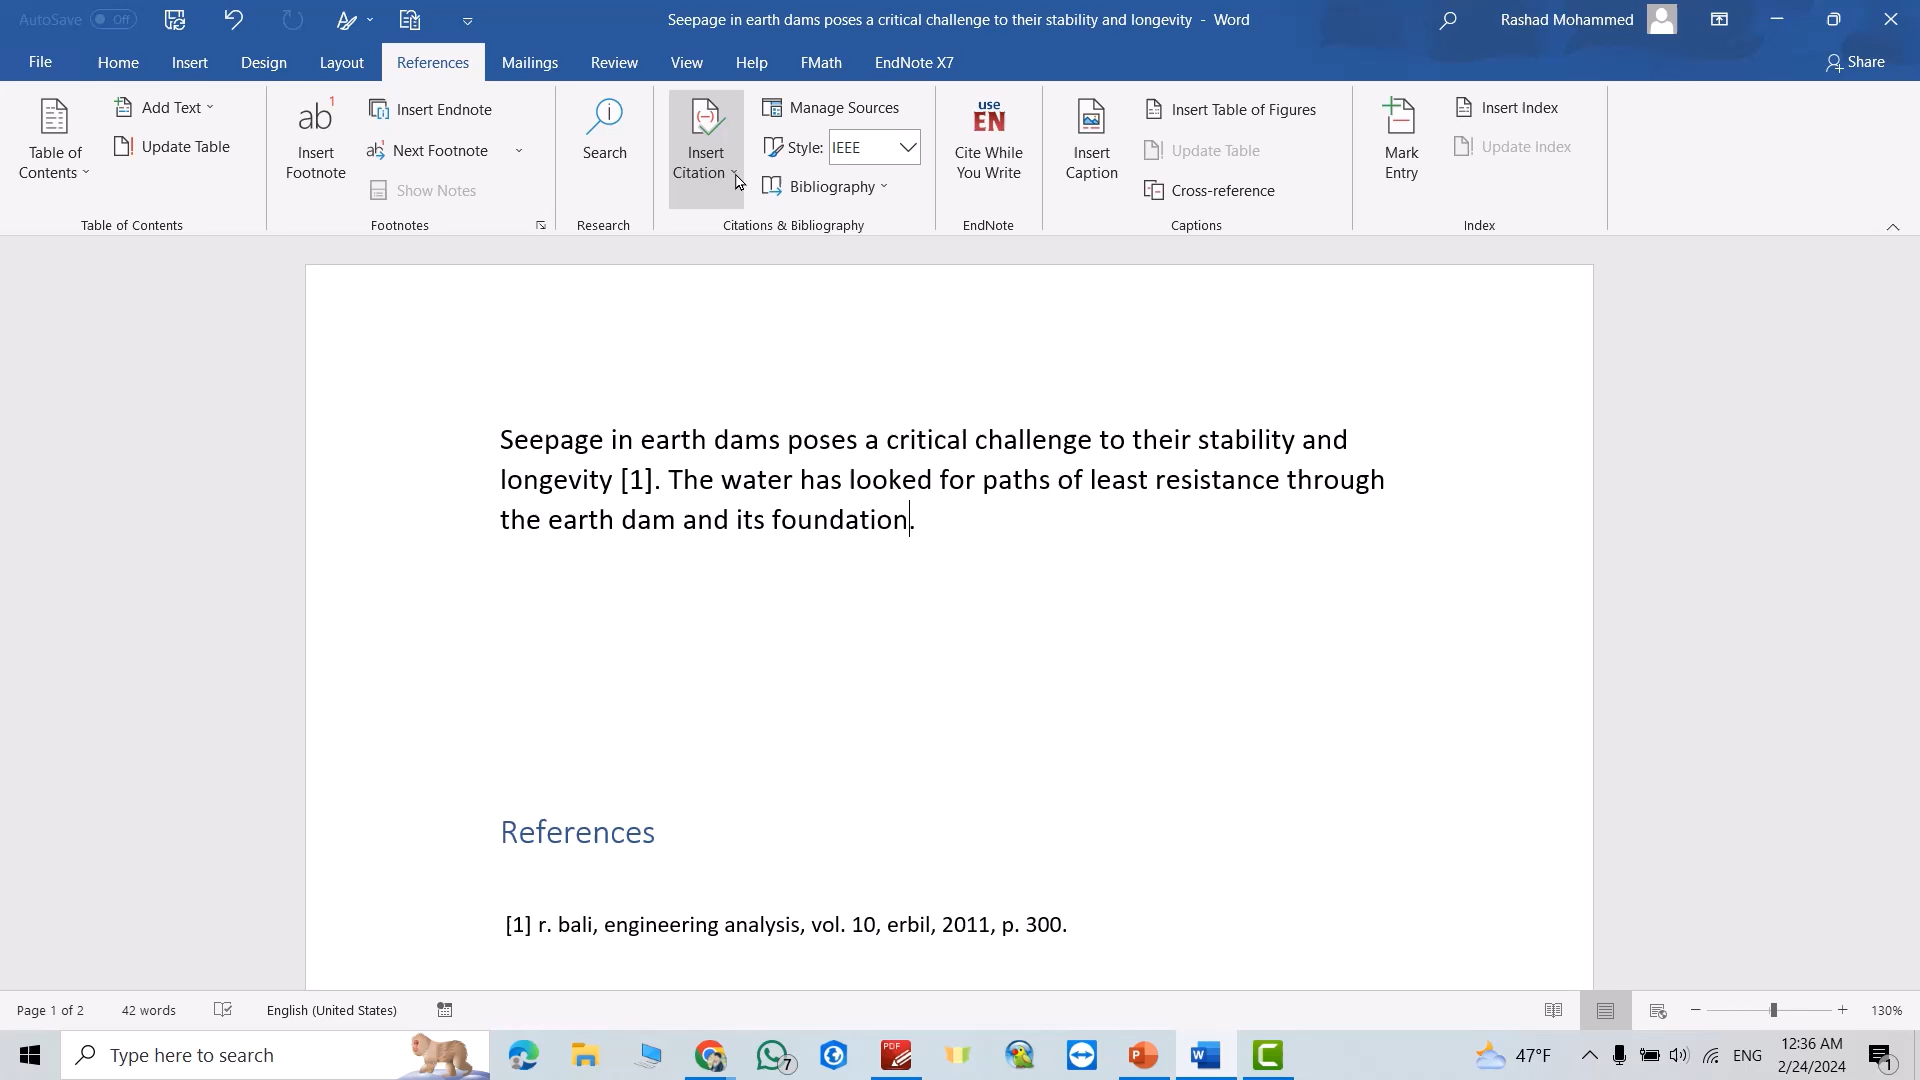 AutoSave Off
Seepage in earth dams poses a critical challenge to their stability and longevity - Word
Rashad Mohammed
File Home Insert Design Layout References Mailings Review View Help FMath EndNote X7
Share
Table of
Contents
Add Text
Update Table
Table of Contents
ab1
Insert
Footnote
Insert Endnote
ab1 Next Footnote
Show Notes
Footnotes
Search
Research
Insert
Citation
Manage Sources
Style: IEEE
Bibliography
Citations & Bibliography
use
EN
Cite While
You Write
EndNote
Insert
Caption
Insert Table of Figures
Update Table
Cross-reference
Captions
Mark
Entry
Insert Index
Update Index
Index
Seepage in earth dams poses a critical challenge to their stability and
longevity [1]. The water has looked for paths of least resistance through
the earth dam and its foundation.
References
[1] r. bali, engineering analysis, vol. 10, erbil, 2011, p. 300.
Page 1 of 2 42 words English (United States) 130%
Type here to search
7
PDF
P
W
C
47°F
ENG
12:36 AM
2/24/2024
1